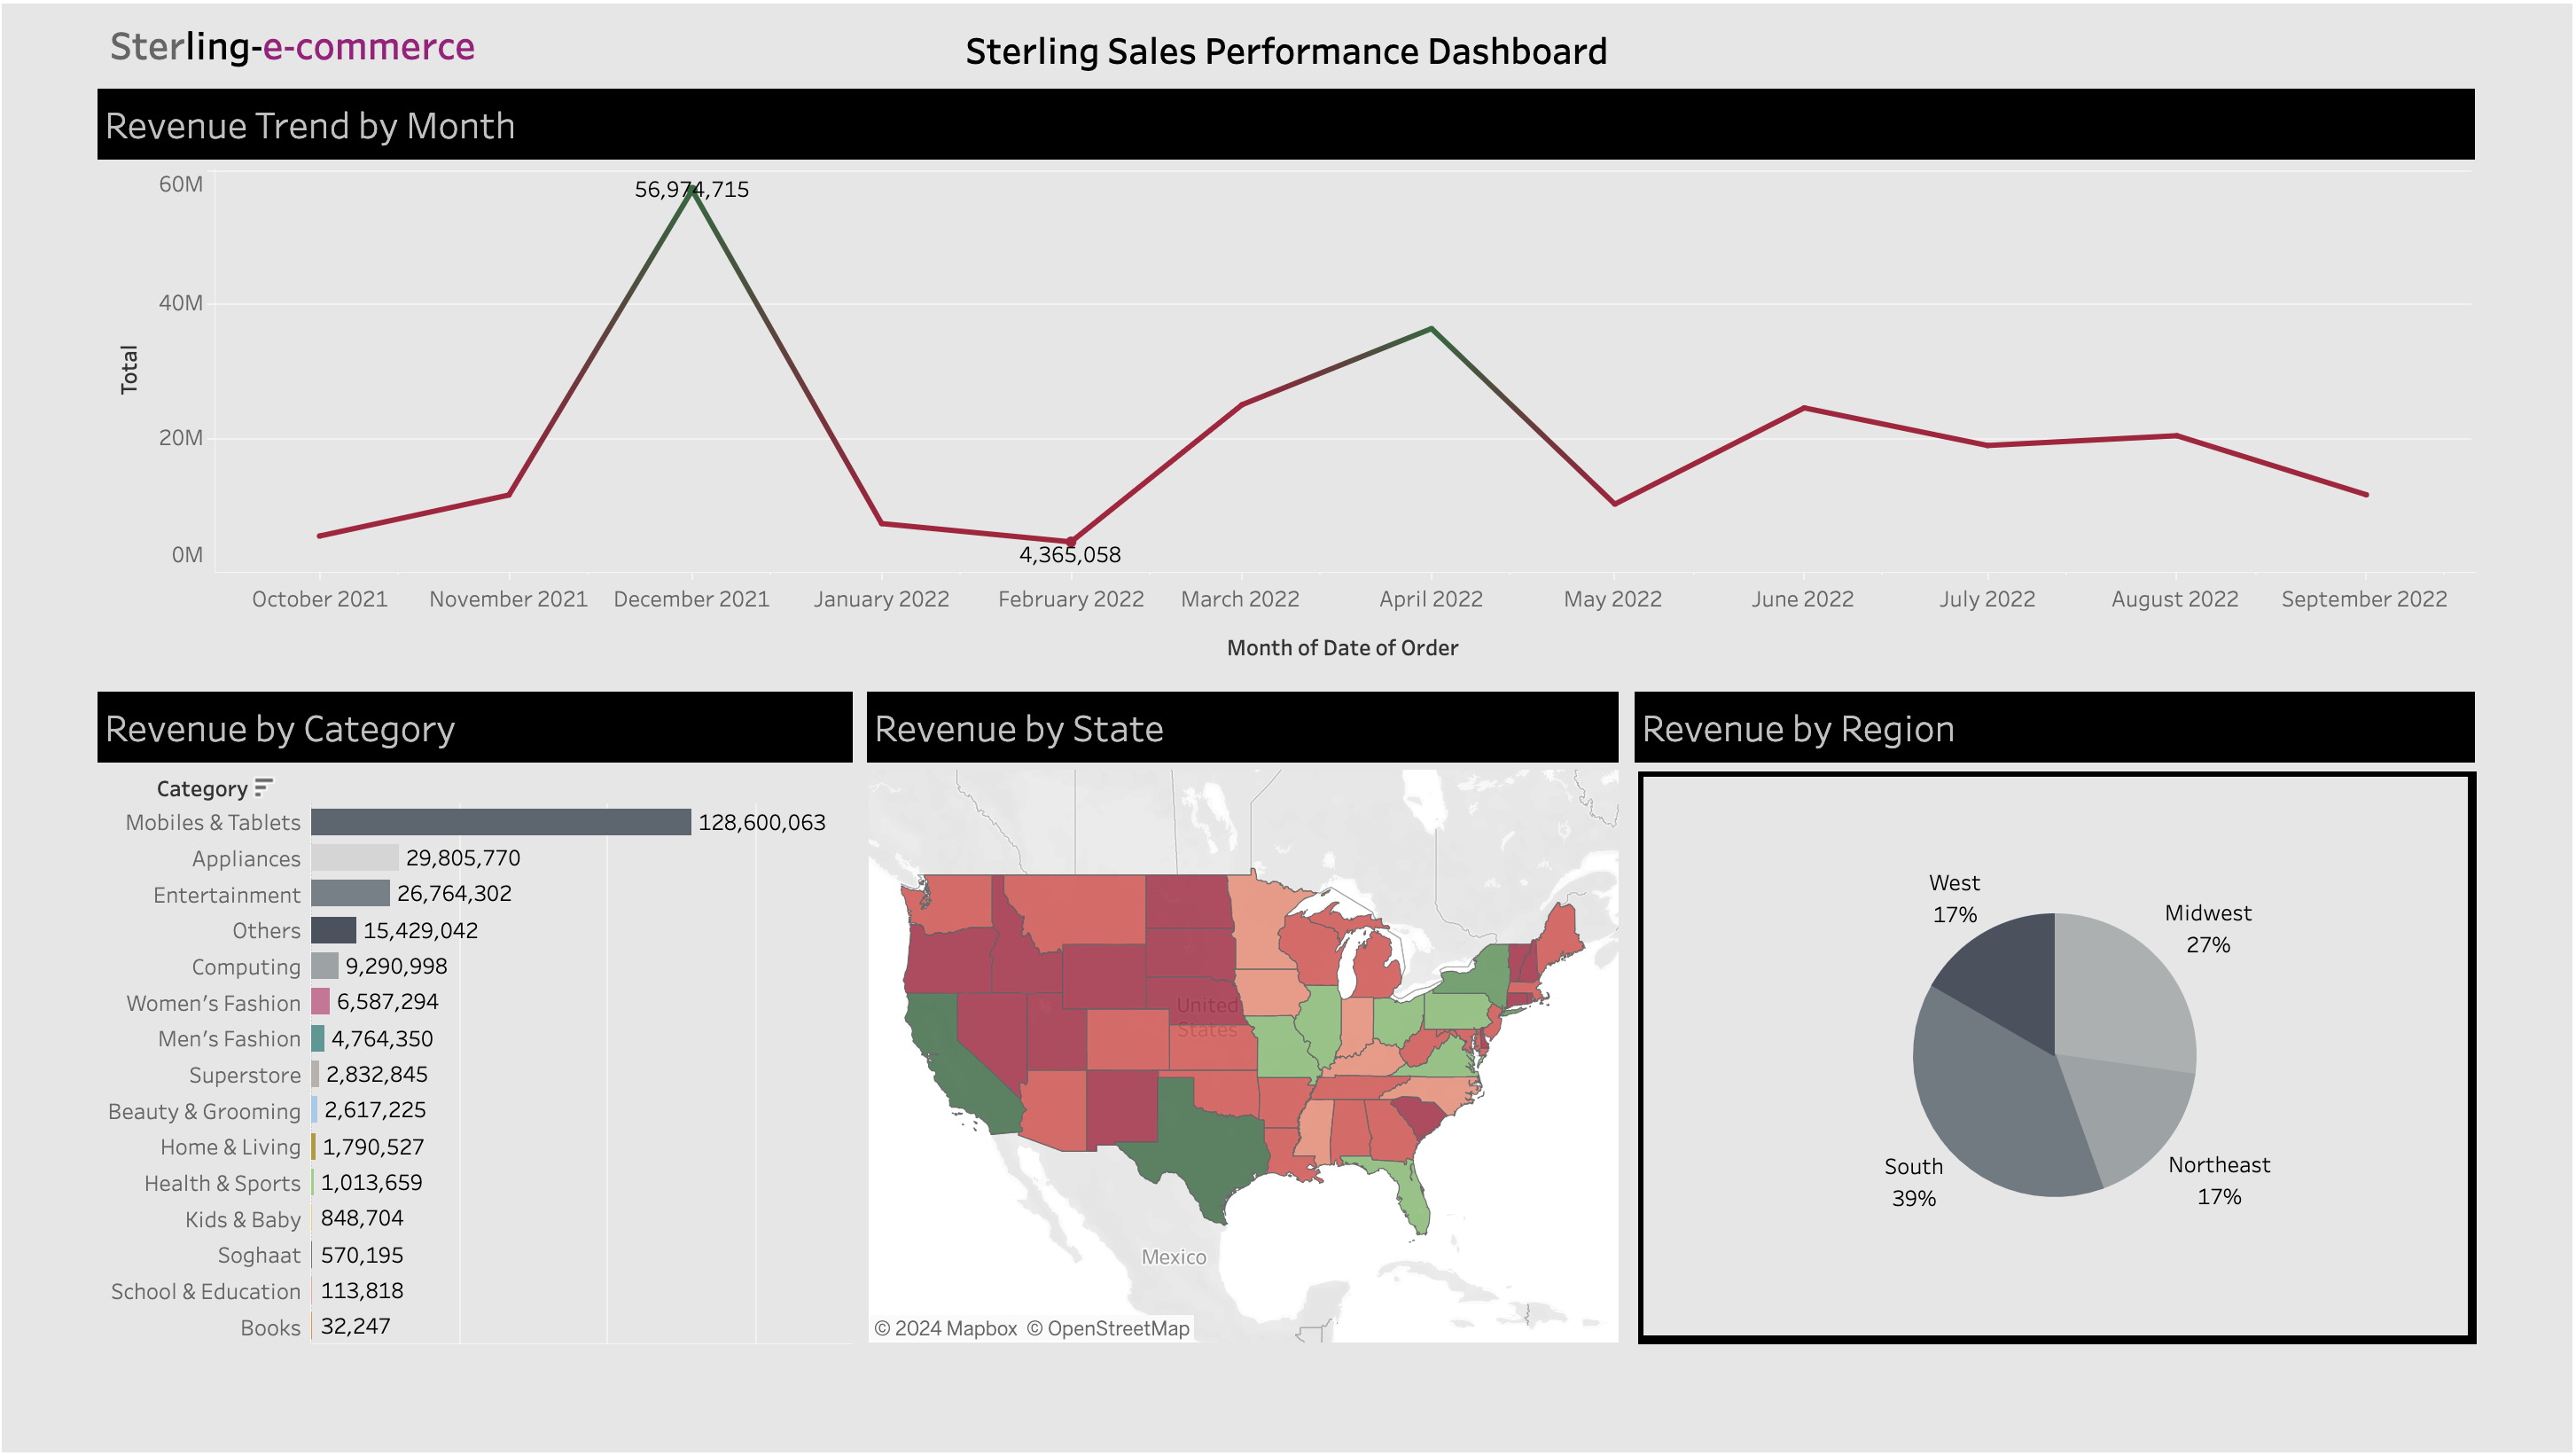 Sterling-e-commerce
Sterling Sales Performance Dashboard
Revenue Trend by Month
60M
40M
20M
0M
Total
56,974,715
4,365,058
October 2021 November 2021 December 2021 January 2022 February 2022 March 2022 April 2022 May 2022 June 2022 July 2022 August 2022 September 2022
Month of Date of Order
Revenue by Category
Category
Mobiles & Tablets 128,600,063
Appliances 29,805,770
Entertainment 26,764,302
Others 15,429,042
Computing 9,290,998
Women's Fashion 6,587,294
Men's Fashion 4,764,350
Superstore 2,832,845
Beauty & Grooming 2,617,225
Home & Living 1,790,527
Health & Sports 1,013,659
Kids & Baby 848,704
Soghaat 570,195
School & Education 113,818
Books 32,247
Revenue by State
United
States
Mexico
© 2024 Mapbox © OpenStreetMap
Revenue by Region
West
17%
Midwest
27%
South
39%
Northeast
17%